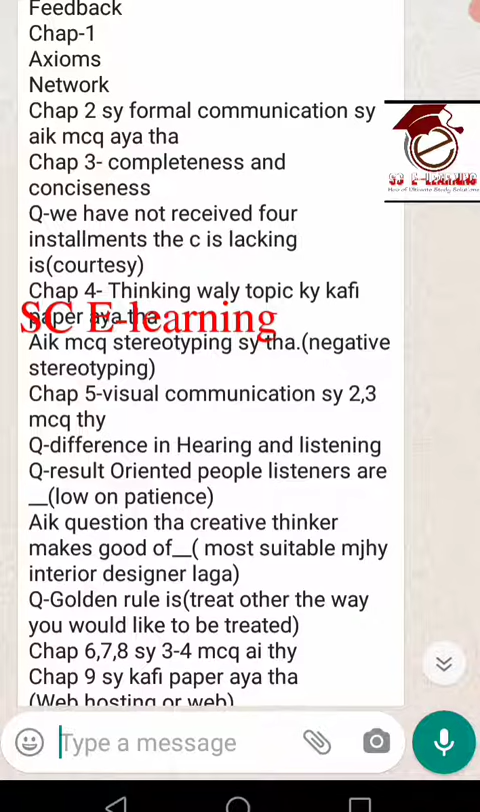 Feedback
Chap-1
Axioms
Network
Chap 2 sy formal communication sy
aik mcq aya tha
Chap 3- completeness and
conciseness
Q-we have not received four
installments the c is lacking
is(courtesy)
Chap 4- Thinking waly topic ky kafi
paper aya tha
Aik mcq stereotyping sy tha.(negative
stereotyping)
Chap 5-visual communication sy 2,3
mcq thy
Q-difference in Hearing and listening
Q-result Oriented people listeners are
__(low on patience)
Aik question tha creative thinker
makes good of__( most suitable mjhy
interior designer laga)
Q-Golden rule is(treat other the way
you would like to be treated)
Chap 6,7,8 sy 3-4 mcq ai thy
Chap 9 sy kafi paper aya tha
(Web hosting or web)
SC E-learning
SC E-LEARNING
Type a message